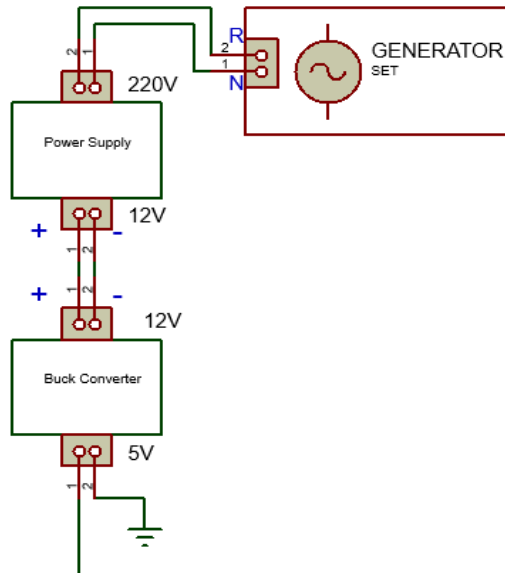 2
1
R
2
1
N
GENERATOR
SET
220V
Power Supply
12V
+
-
1
2
+
-
1
2
12V
Buck Converter
5V
1
2